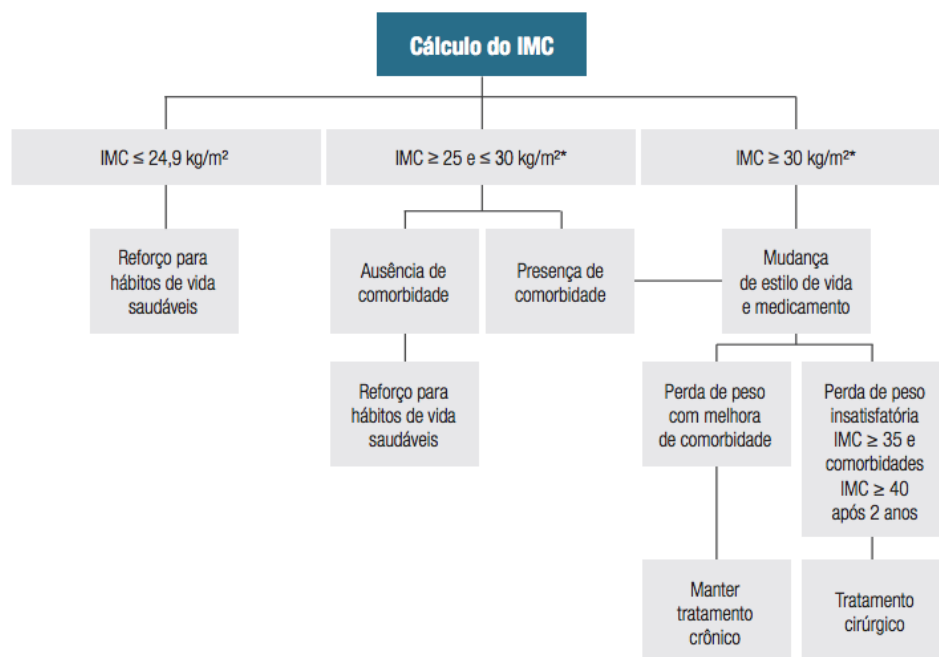 Cálculo do IMC
IMC ≤ 24,9 kg/m²
IMC ≥ 25 e ≤ 30 kg/m²*
IMC ≥ 30 kg/m²*
Reforço para
hábitos de vida
saudáveis
Ausência de
comorbidade
Presença de
comorbidade
Mudança
de estilo de vida
e medicamento
Reforço para
hábitos de vida
saudáveis
Perda de peso
com melhora
de comorbidade
Perda de peso
insatisfatória
IMC ≥ 35 e
comorbidades
IMC ≥ 40
após 2 anos
Manter
tratamento
crônico
Tratamento
cirúrgico